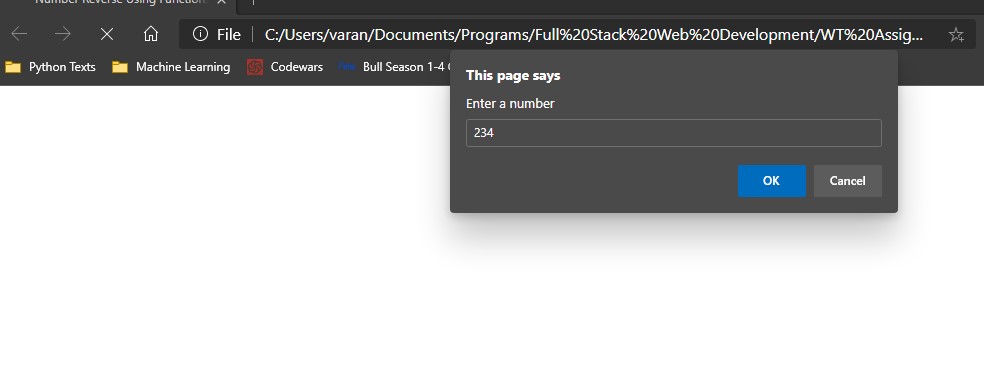 Number Reverse Using Function
File
C:/Users/varan/Documents/Programs/Full%20Stack%20Web%20Development/WT%20Assig...
Python Texts
Machine Learning
Codewars
Bull Season 1-4
This page says
Enter a number
234
OK
Cancel